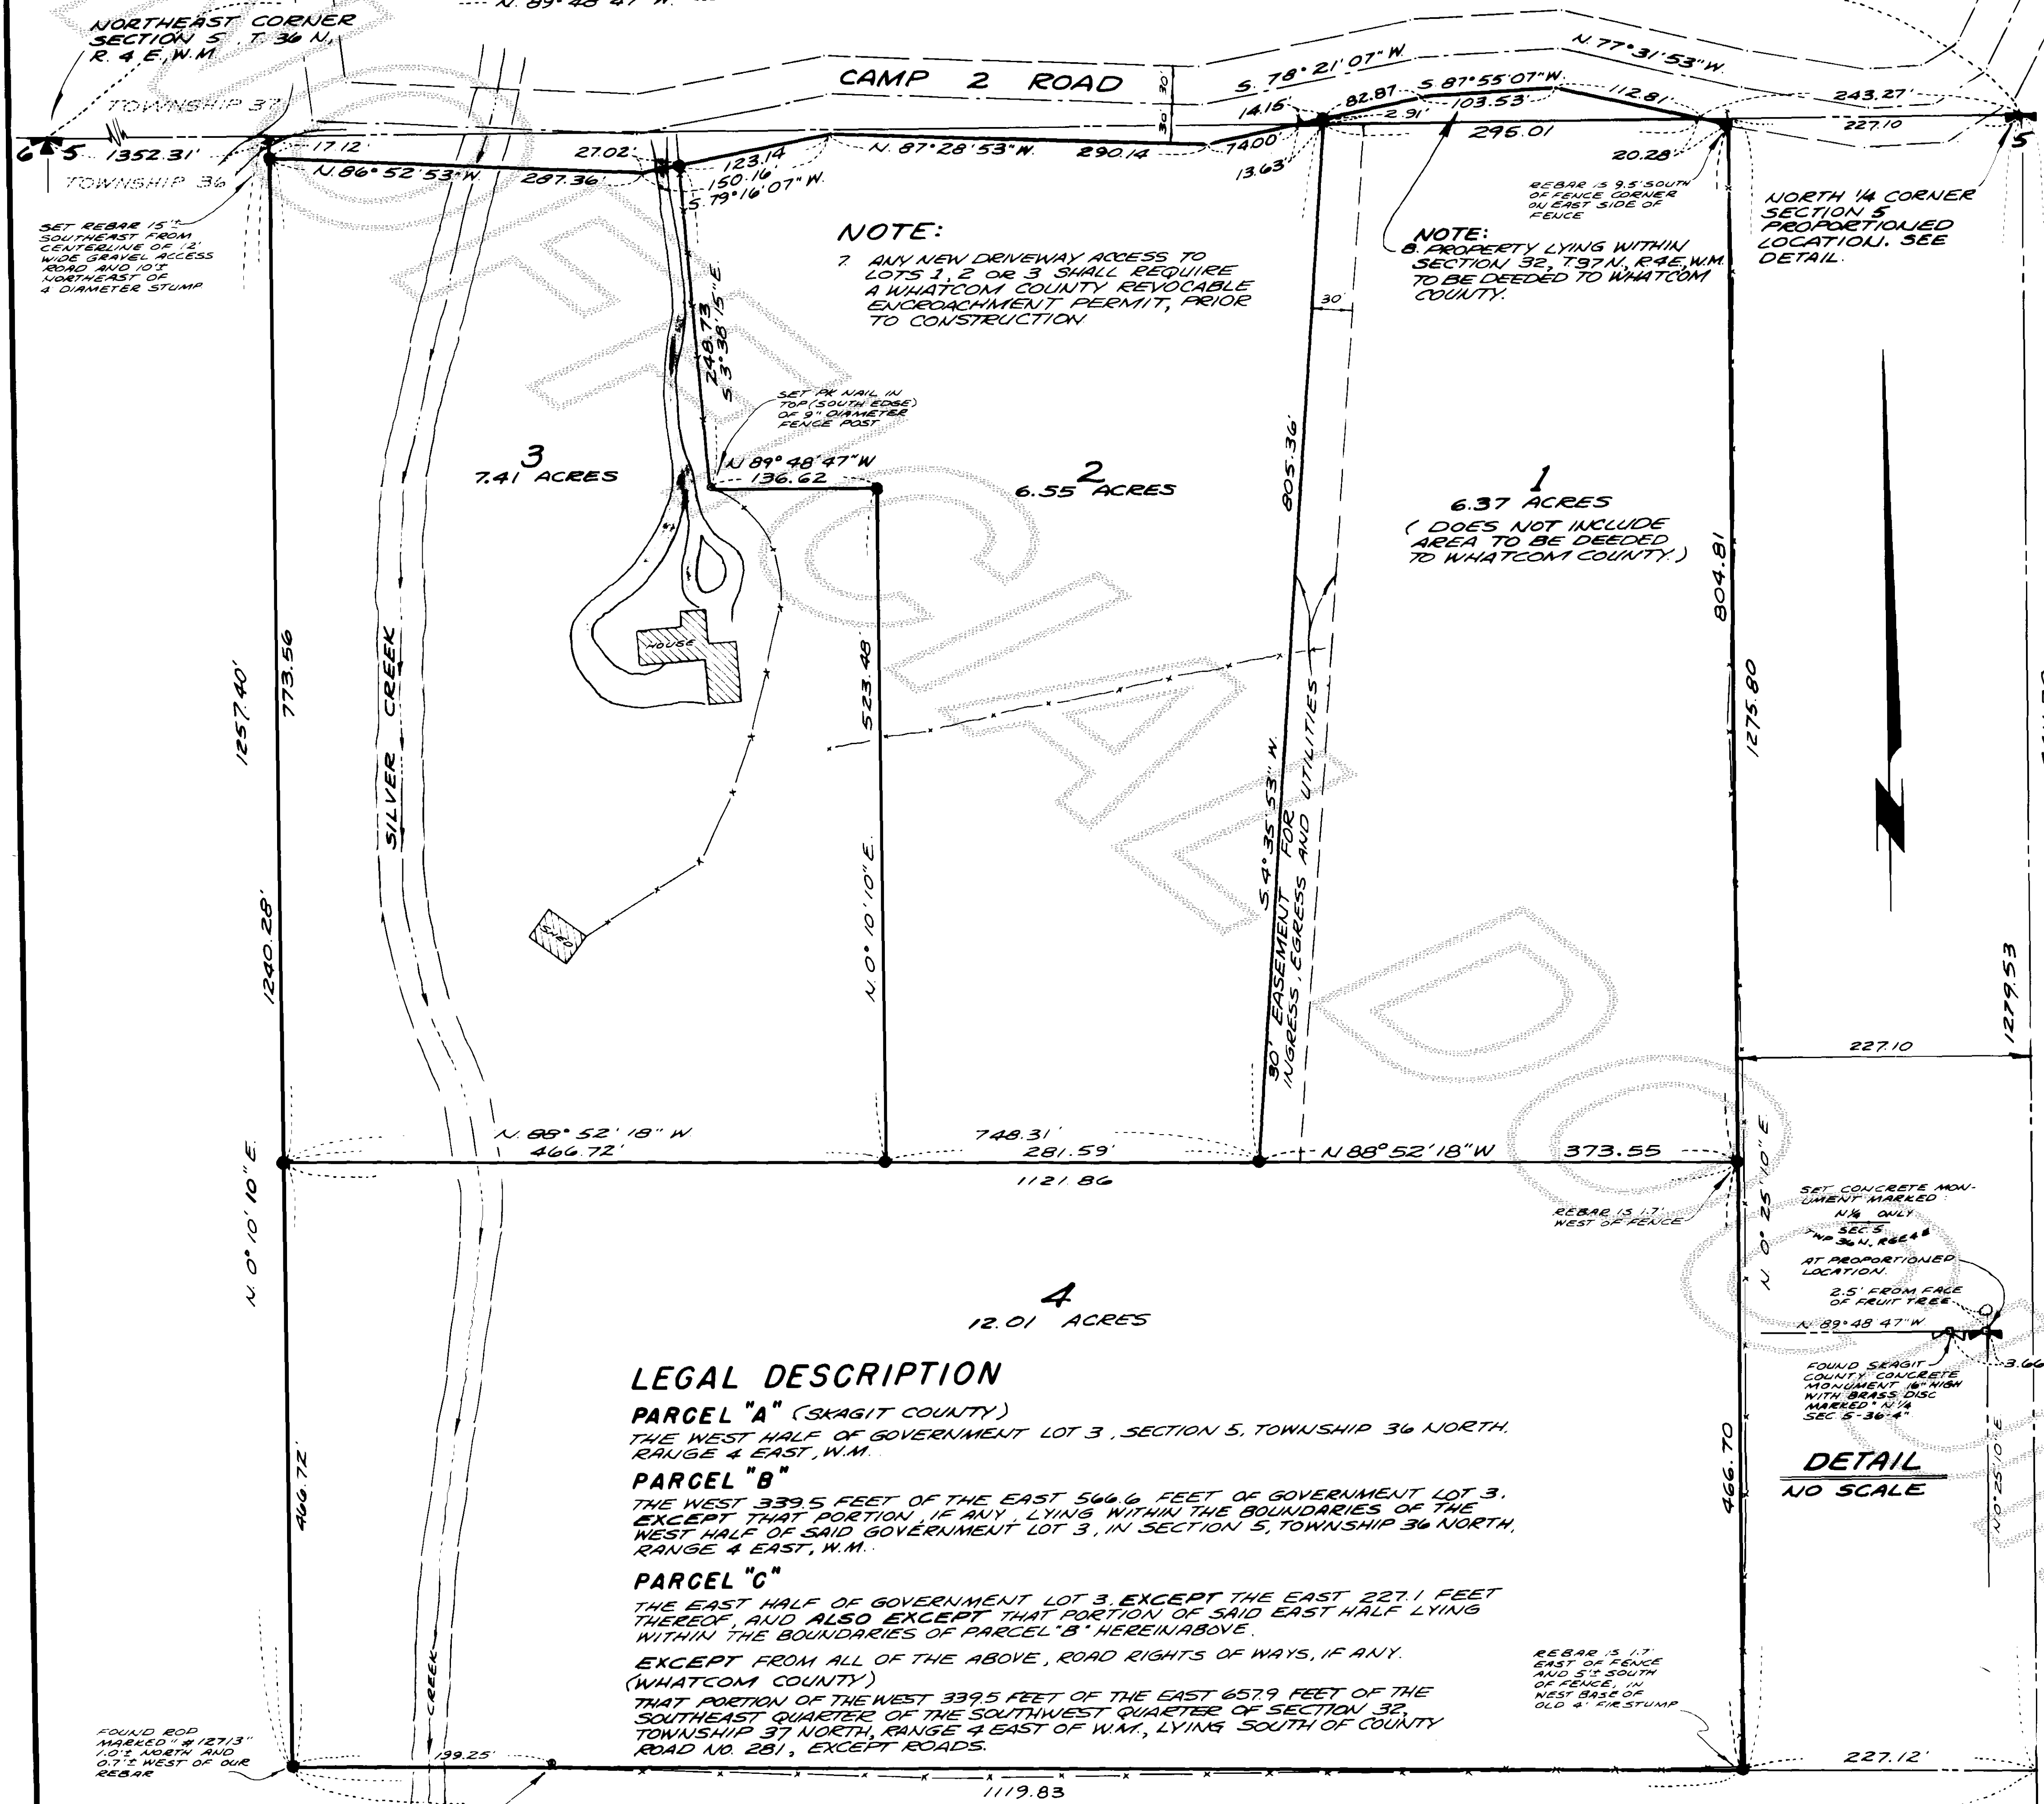 N. 89° 48' 47" W.
NORTHEAST CORNER
SECTION 5, T. 36 N.,
R. 4 E., W.M.
TOWNSHIP 37
6 5 1352.31'
TOWNSHIP 36
SET REBAR 15'±
SOUTHEAST FROM
CENTERLINE OF 12'
WIDE GRAVEL ACCESS
ROAD AND 10'±
NORTHEAST OF
4 DIAMETER STUMP
CAMP 2 ROAD
30' 30'
S. 78° 21' 07" W.
N. 77° 31' 53" W.
14.16'
82.87
S. 87° 55' 07" W.
112.81
2.91'
103.53'
243.27'
296.01
227.10
5
17.12'
27.02'
N. 86° 52' 53" W.
287.36'
123.14
150.16'
S. 79° 16' 07" W.
N. 87° 28' 53" W.
290.14
74.00
13.63'
20.28'
REBAR IS 9.5' SOUTH
OF FENCE CORNER
ON EAST SIDE OF
FENCE
NORTH 1/4 CORNER
SECTION 5
PROPORTIONED
LOCATION. SEE
DETAIL.
NOTE:
7. ANY NEW DRIVEWAY ACCESS TO
LOTS 1, 2 OR 3 SHALL REQUIRE
A WHATCOM COUNTY REVOCABLE
ENCROACHMENT PERMIT, PRIOR
TO CONSTRUCTION
NOTE:
8. PROPERTY LYING WITHIN
SECTION 32, T37N., R4E, W.M.
TO BE DEEDED TO WHATCOM
COUNTY.
30'
248.73
S. 3° 38' 15" E.
SET PK NAIL IN
TOP (SOUTH EDGE)
OF 9" DIAMETER
FENCE POST
N 89° 48' 47" W
136.62
3
7.41 ACRES
2
6.55 ACRES
1
6.37 ACRES
( DOES NOT INCLUDE
AREA TO BE DEEDED
TO WHATCOM COUNTY.)
805.36'
804.81
HOUSE
SILVER CREEK
773.56
1257.40'
523.48'
1275.80
S. 4° 35' 53" W.
30' EASEMENT FOR
INGRESS, EGRESS AND UTILITIES
N. 0° 10' 10" E.
SHED
1240.28'
1279.53
227.10
N. 88° 52' 18" W.
466.72'
748.31'
281.59'
N 88° 52' 18" W
373.55
1121.86
N. 0° 10' 10" E.
N. 0° 25' 10" E.
REBAR IS 1.7'
WEST OF FENCE
SET CONCRETE MON-
UMENT MARKED :
N 1/4 ONLY
SEC. 5
TWP 36 N. RGE 4 E
AT PROPORTIONED
LOCATION.
2.5' FROM FACE
OF FRUIT TREE
N 89° 48' 47" W
3.66
FOUND SKAGIT
COUNTY CONCRETE
MONUMENT 16" HIGH
WITH BRASS DISC
MARKED "N 1/4
SEC 5-36-4"
N 0° 25' 10" E
DETAIL
NO SCALE
4
12.01 ACRES
LEGAL DESCRIPTION
PARCEL "A" (SKAGIT COUNTY)
THE WEST HALF OF GOVERNMENT LOT 3, SECTION 5, TOWNSHIP 36 NORTH,
RANGE 4 EAST, W.M.
PARCEL "B"
THE WEST 339.5 FEET OF THE EAST 566.6 FEET OF GOVERNMENT LOT 3.
EXCEPT THAT PORTION, IF ANY, LYING WITHIN THE BOUNDARIES OF THE
WEST HALF OF SAID GOVERNMENT LOT 3, IN SECTION 5, TOWNSHIP 36 NORTH,
RANGE 4 EAST, W.M.
PARCEL "C"
THE EAST HALF OF GOVERNMENT LOT 3. EXCEPT THE EAST 227.1 FEET
THEREOF, AND ALSO EXCEPT THAT PORTION OF SAID EAST HALF LYING
WITHIN THE BOUNDARIES OF PARCEL "B" HEREINABOVE.
EXCEPT FROM ALL OF THE ABOVE, ROAD RIGHTS OF WAYS, IF ANY.
(WHATCOM COUNTY)
THAT PORTION OF THE WEST 339.5 FEET OF THE EAST 657.9 FEET OF THE
SOUTHEAST QUARTER OF THE SOUTHWEST QUARTER OF SECTION 32,
TOWNSHIP 37 NORTH, RANGE 4 EAST OF W.M., LYING SOUTH OF COUNTY
ROAD NO. 281, EXCEPT ROADS.
466.72'
466.70
CREEK
REBAR IS 1.7'
EAST OF FENCE
AND 5'± SOUTH
OF FENCE, IN
WEST BASE OF
OLD 4' FIR STUMP
FOUND ROD
MARKED "#12713"
1.0'± NORTH AND
0.7'± WEST OF OUR
REBAR
199.25'
1119.83
227.12'